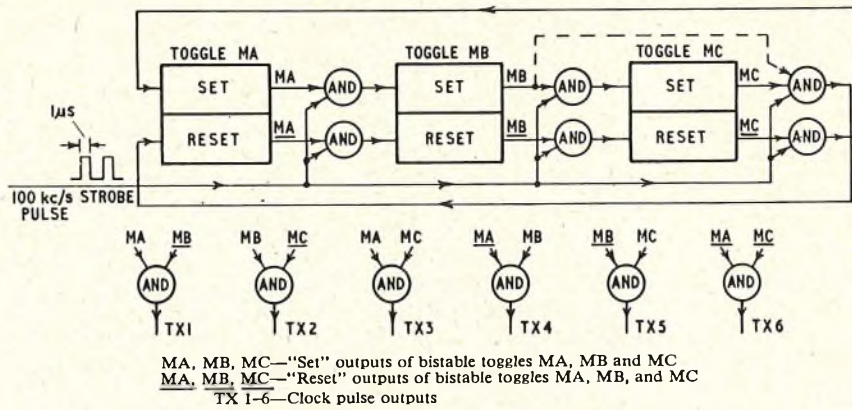 TOGGLE MA TOGGLE MB TOGGLE MC
MA MB MC
SET AND SET AND SET AND
1µS
RESET MA AND RESET MB AND RESET MC AND
100 kc/s STROBE
PULSE
MA MB MB MC MA MC MA MB MB MC MA MC
AND AND AND AND AND AND
TX1 TX2 TX3 TX4 TX5 TX6
MA, MB, MC—"Set" outputs of bistable toggles MA, MB and MC
MA, MB, MC—"Reset" outputs of bistable toggles MA, MB, and MC
TX 1–6—Clock pulse outputs